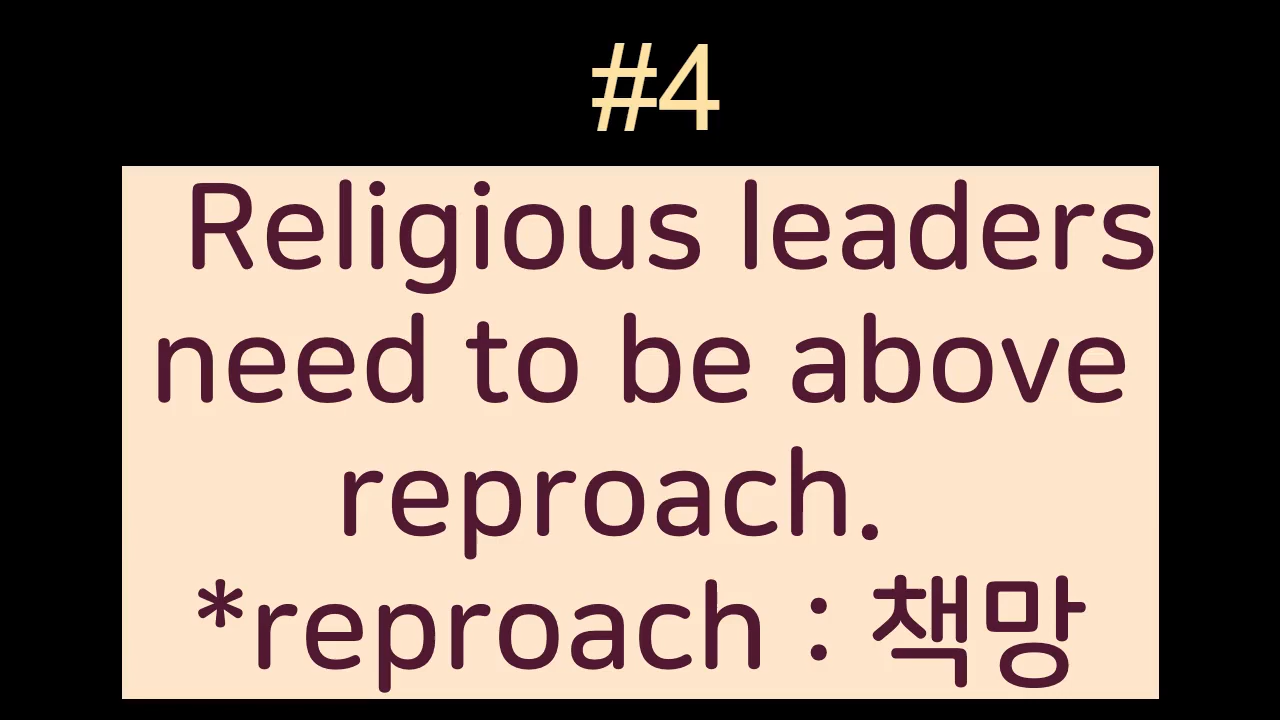 #4
Religious leaders
need to be above
reproach.
*reproach : 책망